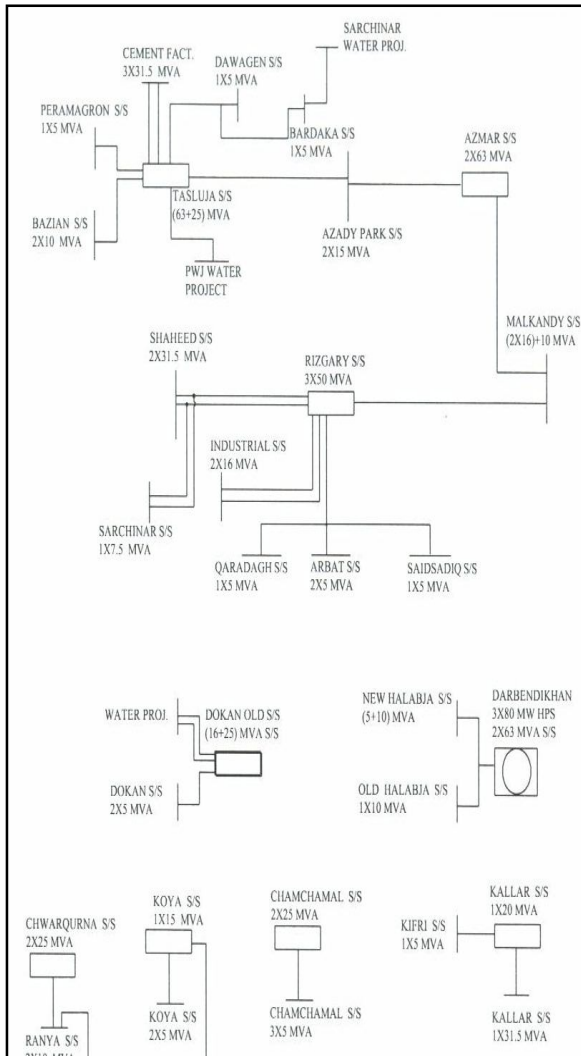 SARCHINAR
WATER PROJ.
CEMENT FACT.
3X31.5 MVA
DAWAGEN S/S
1X5 MVA
PERAMAGRON S/S
1X5 MVA
BARDAKA S/S
1X5 MVA
AZMAR S/S
2X63 MVA
TASLUJA S/S
(63+25) MVA
BAZIAN S/S
2X10 MVA
AZADY PARK S/S
2X15 MVA
PWJ WATER
PROJECT
MALKANDY S/S
(2X16)+10 MVA
SHAHEED S/S
2X31.5 MVA
RIZGARY S/S
3X50 MVA
INDUSTRIAL S/S
2X16 MVA
SARCHINAR S/S
1X7.5 MVA
QARADAGH S/S
1X5 MVA
ARBAT S/S
2X5 MVA
SAIDSADIQ S/S
1X5 MVA
WATER PROJ.
DOKAN OLD S/S
(16+25) MVA S/S
DOKAN S/S
2X5 MVA
NEW HALABJA S/S
(5+10) MVA
DARBENDIKHAN
3X80 MW HPS
2X63 MVA S/S
OLD HALABJA S/S
1X10 MVA
CHWARQURNA S/S
2X25 MVA
KOYA S/S
1X15 MVA
CHAMCHAMAL S/S
2X25 MVA
KALLAR S/S
1X20 MVA
KIFRI S/S
1X5 MVA
RANYA S/S
KOYA S/S
2X5 MVA
CHAMCHAMAL S/S
3X5 MVA
KALLAR S/S
1X31.5 MVA